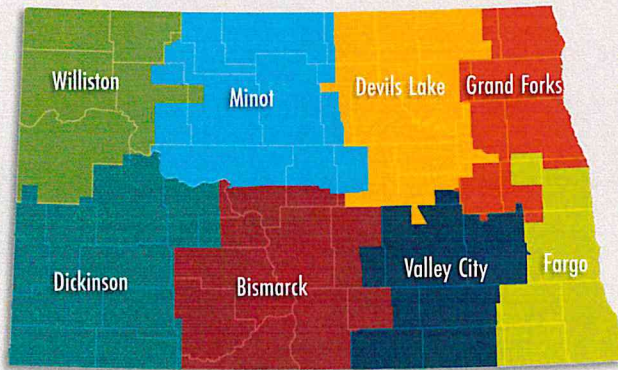 Williston
Minot
Devils Lake
Grand Forks
Dickinson
Bismarck
Valley City
Fargo